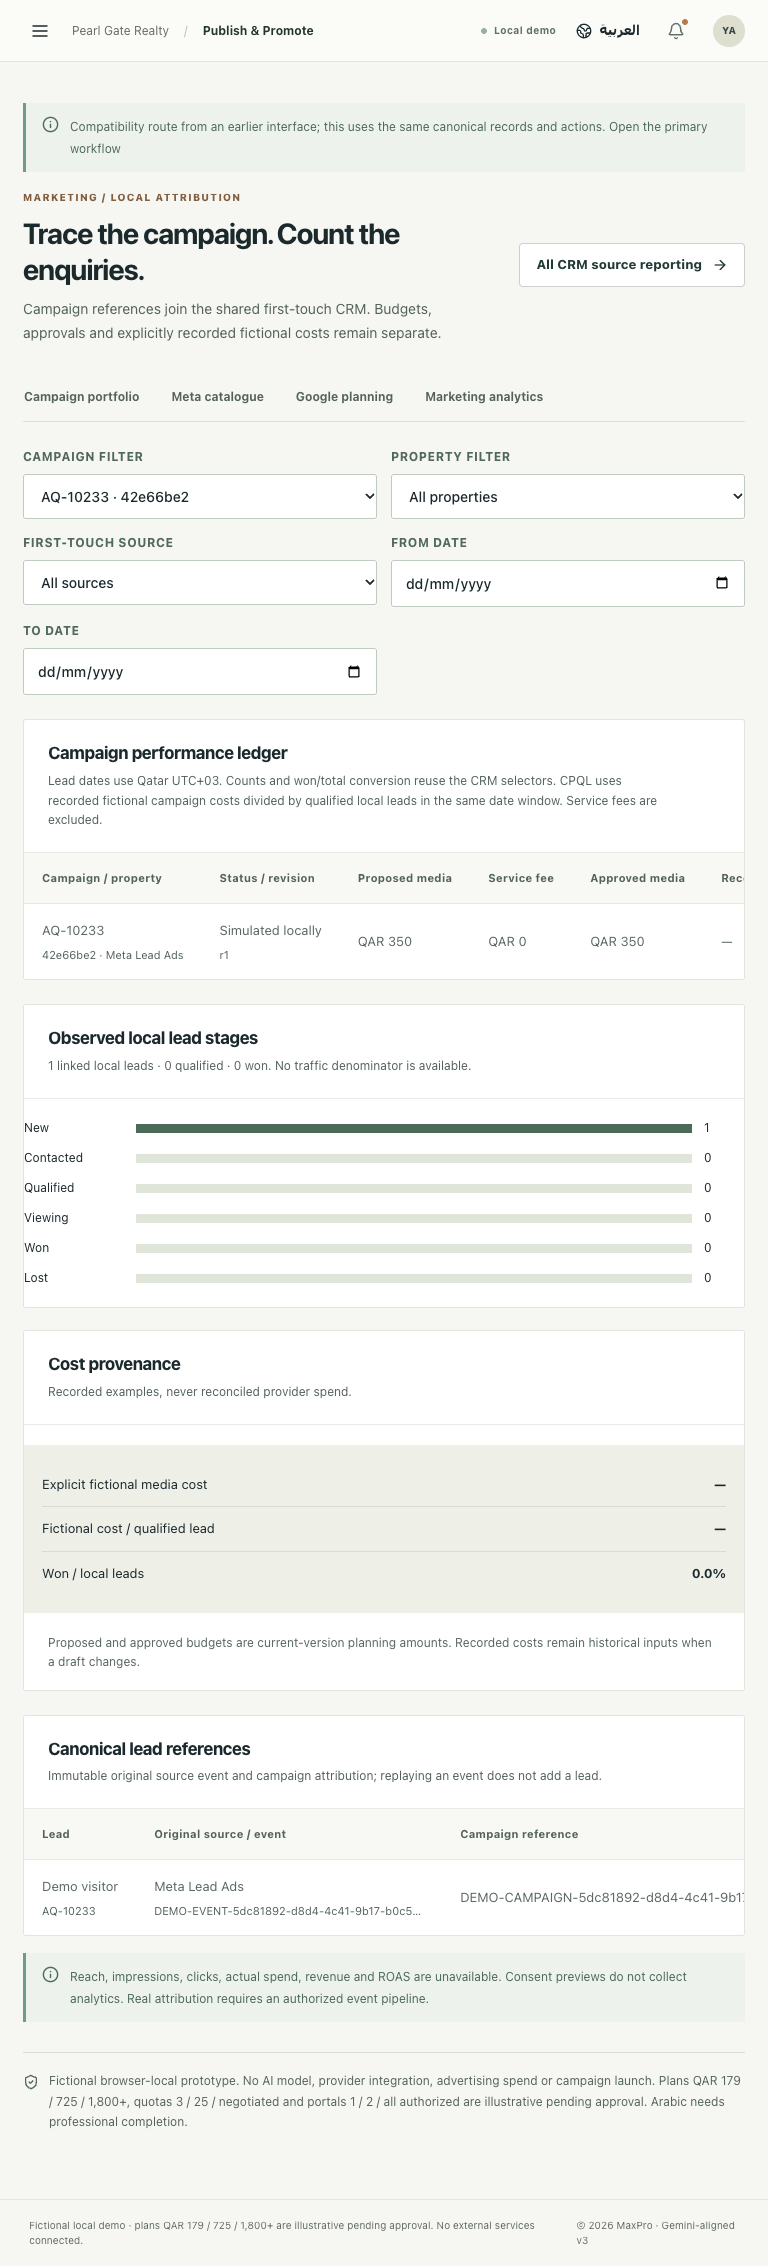 Pearl Gate Realty / Publish & Promote
Local demo
العربية
YA
Compatibility route from an earlier interface; this uses the same canonical records and actions. Open the primary
workflow
MARKETING / LOCAL ATTRIBUTION
Trace the campaign. Count the
enquiries.
All CRM source reporting
Campaign references join the shared first-touch CRM. Budgets,
approvals and explicitly recorded fictional costs remain separate.
Campaign portfolio Meta catalogue Google planning Marketing analytics
CAMPAIGN FILTER PROPERTY FILTER
AQ-10233 · 42e66be2 All properties
FIRST-TOUCH SOURCE FROM DATE
All sources dd/mm/yyyy
TO DATE
dd/mm/yyyy
Campaign performance ledger
Lead dates use Qatar UTC+03. Counts and won/total conversion reuse the CRM selectors. CPQL uses
recorded fictional campaign costs divided by qualified local leads in the same date window. Service fees are
excluded.
Campaign / property Status / revision Proposed media Service fee Approved media Rec
AQ-10233 Simulated locally QAR 350 QAR 0 QAR 350 —
42e66be2 · Meta Lead Ads r1
Observed local lead stages
1 linked local leads · 0 qualified · 0 won. No traffic denominator is available.
New 1
Contacted 0
Qualified 0
Viewing 0
Won 0
Lost 0
Cost provenance
Recorded examples, never reconciled provider spend.
Explicit fictional media cost —
Fictional cost / qualified lead —
Won / local leads 0.0%
Proposed and approved budgets are current-version planning amounts. Recorded costs remain historical inputs when
a draft changes.
Canonical lead references
Immutable original source event and campaign attribution; replaying an event does not add a lead.
Lead Original source / event Campaign reference
Demo visitor Meta Lead Ads DEMO-CAMPAIGN-5dc81892-d8d4-4c41-9b17
AQ-10233 DEMO-EVENT-5dc81892-d8d4-4c41-9b17-b0c5...
Reach, impressions, clicks, actual spend, revenue and ROAS are unavailable. Consent previews do not collect
analytics. Real attribution requires an authorized event pipeline.
Fictional browser-local prototype. No AI model, provider integration, advertising spend or campaign launch. Plans QAR 179
/ 725 / 1,800+, quotas 3 / 25 / negotiated and portals 1 / 2 / all authorized are illustrative pending approval. Arabic needs
professional completion.
Fictional local demo · plans QAR 179 / 725 / 1,800+ are illustrative pending approval. No external services
connected.
© 2026 MaxPro · Gemini-aligned
v3